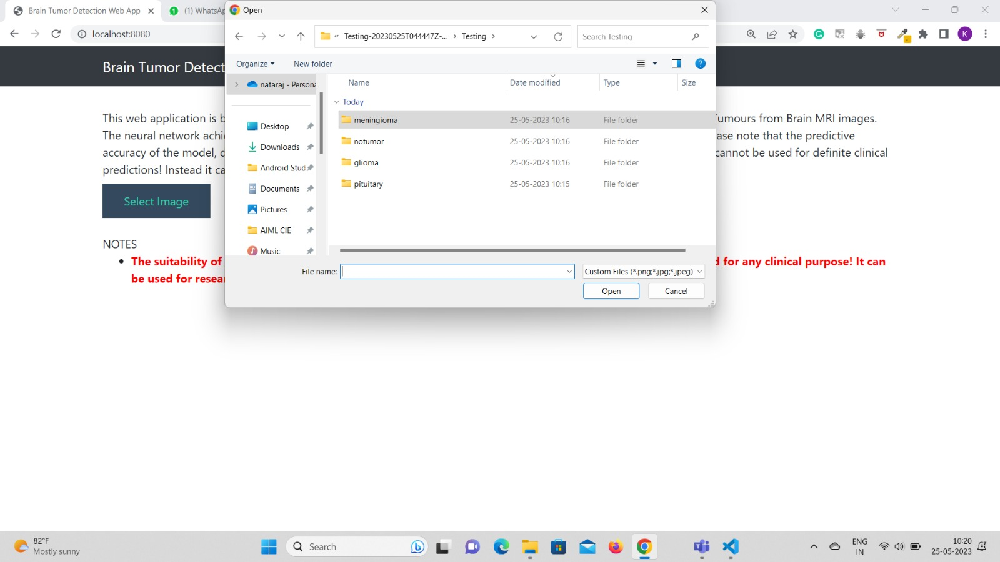 Brain Tumor Detection Web App
(1) WhatsAp
Open
localhost:8080
K
Testing-20230525T044447Z-... > Testing >
Search Testing
Organize
New folder
Brain Tumor Detect
nataraj - Persona
Name
Date modified
Type
Size
Today
Desktop
Downloads
Android Stud
Documents
Pictures
AIML CIE
Music
meningioma 25-05-2023 10:16 File folder
notumor 25-05-2023 10:16 File folder
glioma 25-05-2023 10:16 File folder
pituitary 25-05-2023 10:15 File folder
This web application is b
umours from Brain MRI images.
The neural network achi
ase note that the predictive
accuracy of the model, 
cannot be used for definite clinical
predictions! Instead it ca
Select Image
NOTES
The suitability of
d for any clinical purpose! It can
be used for resear
File name:
Custom Files (*.png;*.jpg;*.jpeg)
Open
Cancel
82°F
Mostly sunny
Search
ENG
IN
10:20
25-05-2023